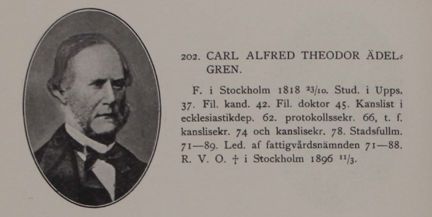 202. CARL ALFRED THEODOR ÄDEL-
GREN.
F. i Stockholm 1818 23/10. Stud. i Upps.
37. Fil. kand. 42. Fil. doktor 45. Kanslist i
ecklesiastikdep. 62. protokollssekr. 66, t. f.
kanslisekr. 74 och kanslisekr. 78. Stadsfullm.
71—89. Led. af fattigvårdsnämnden 71—88.
R. V. O. † i Stockholm 1896 11/3.